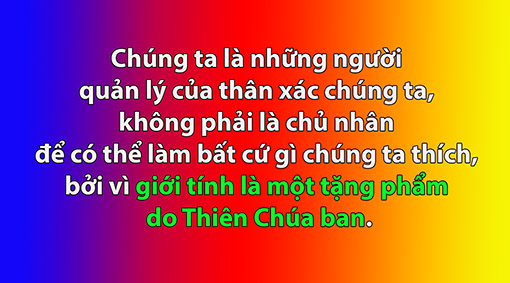 Chúng ta là những người
quản lý của thân xác chúng ta,
không phải là chủ nhân
để có thể làm bất cứ gì chúng ta thích,
bởi vì giới tính là một tặng phẩm
do Thiên Chúa ban.